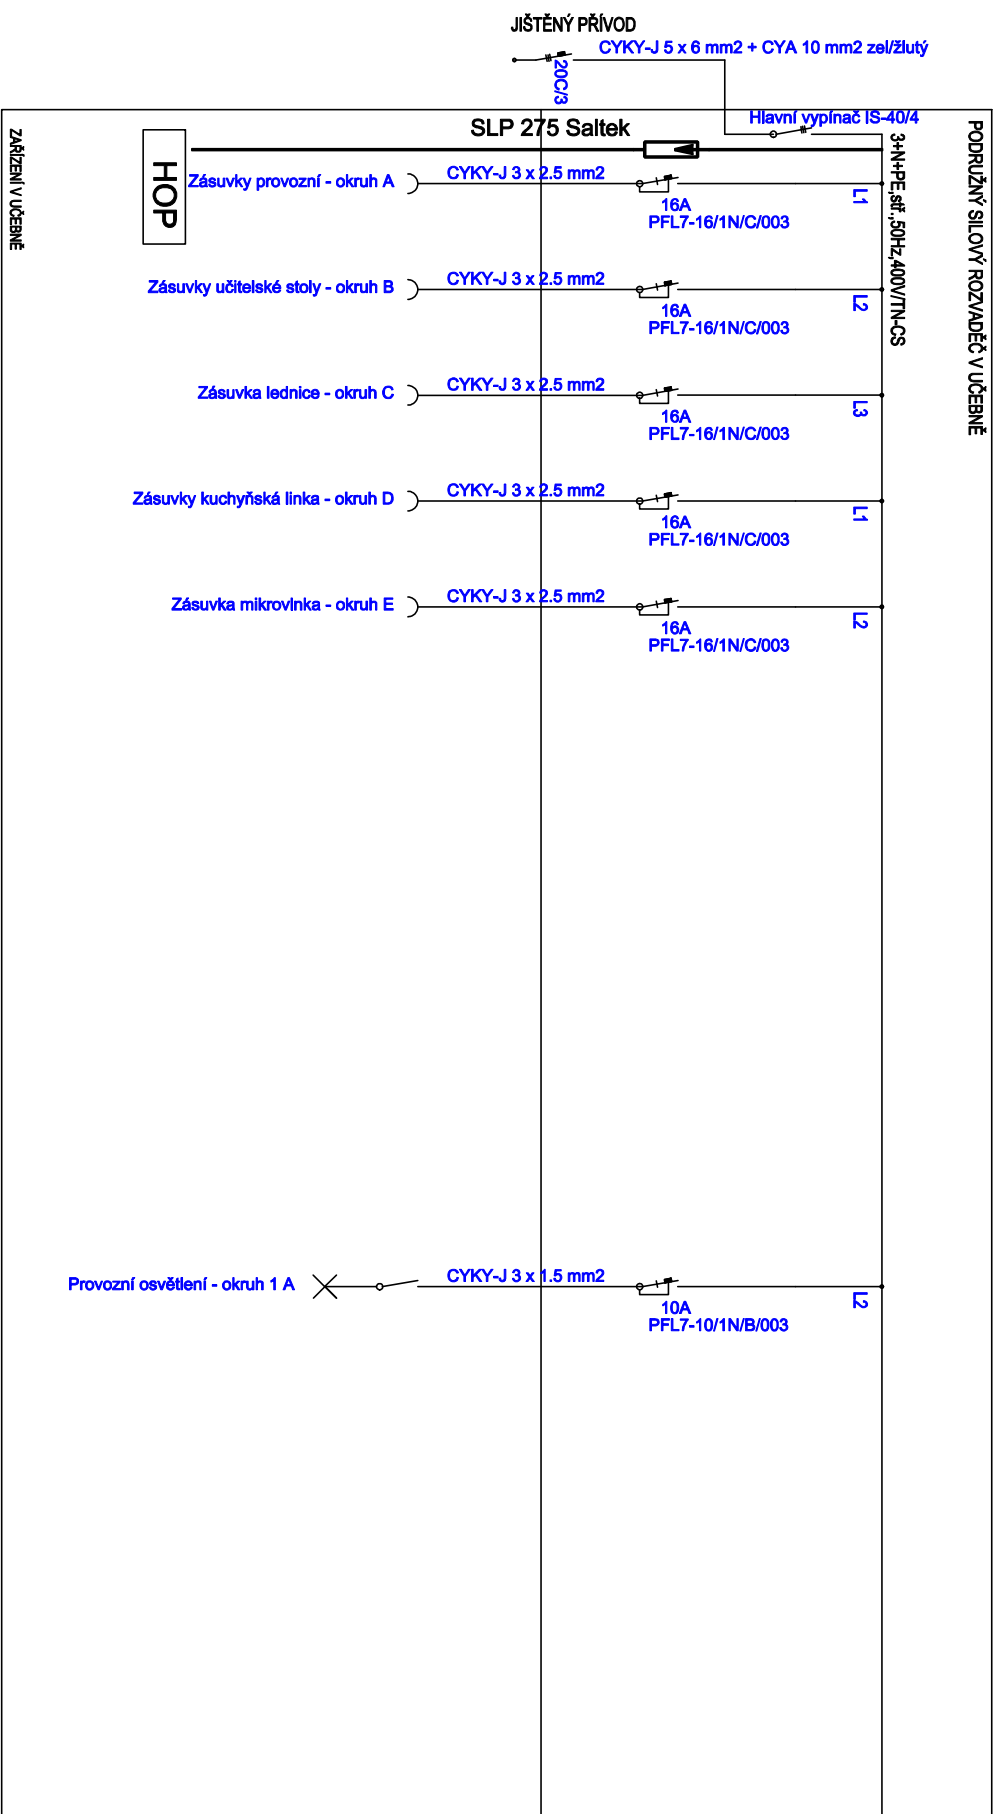 JIŠTĚNÝ PŘÍVOD
CYKY-J 5 x 6 mm2 + CYA 10 mm2 zel/žlutý
20C/3
Hlavní vypínač IS-40/4
SLP 275 Saltek
PODRUŽNÝ SILOVÝ ROZVADĚČ V UČEBNĚ
3+N+PE,stř.,50Hz,400V/TN-CS
ZAŘÍZENÍ V UČEBNĚ
HOP
Zásuvky provozní - okruh A
CYKY-J 3 x 2.5 mm2
16A
PFL7-16/1N/C/003
L1
Zásuvky učitelské stoly - okruh B
CYKY-J 3 x 2.5 mm2
16A
PFL7-16/1N/C/003
L2
Zásuvka lednice - okruh C
CYKY-J 3 x 2.5 mm2
16A
PFL7-16/1N/C/003
L3
Zásuvky kuchyňská linka - okruh D
CYKY-J 3 x 2.5 mm2
16A
PFL7-16/1N/C/003
L1
Zásuvka mikrovlnka - okruh E
CYKY-J 3 x 2.5 mm2
16A
PFL7-16/1N/C/003
L2
Provozní osvětlení - okruh 1 A
CYKY-J 3 x 1.5 mm2
10A
PFL7-10/1N/B/003
L2